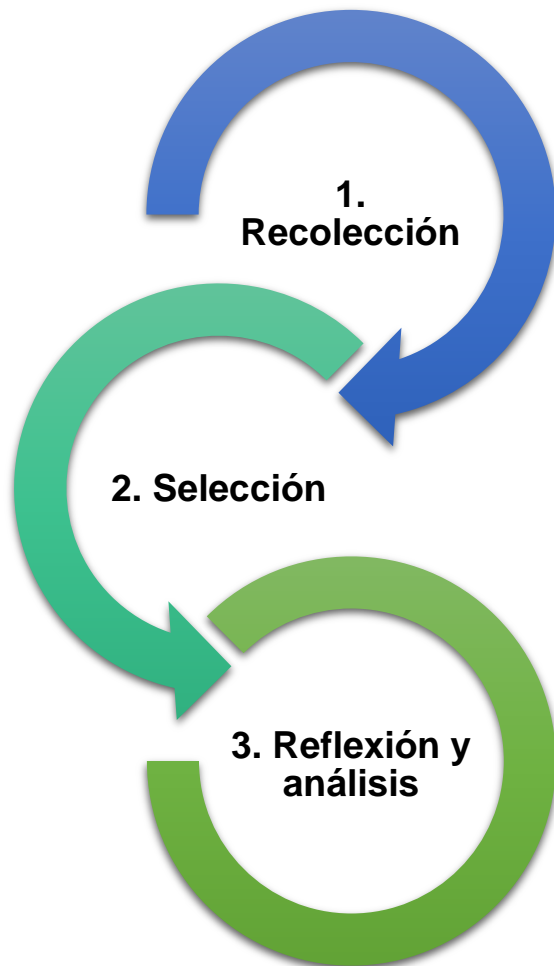 1.
Recolección
2. Selección
3. Reflexión y
análisis